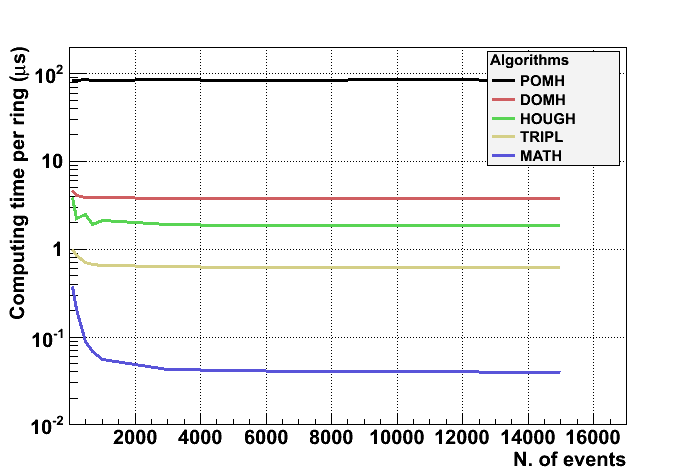 Computing time per ring (μs)
10²
10
1
10⁻¹
10⁻²
Algorithms
POMH
DOMH
HOUGH
TRIPL
MATH
2000 4000 6000 8000 10000 12000 14000 16000
N. of events